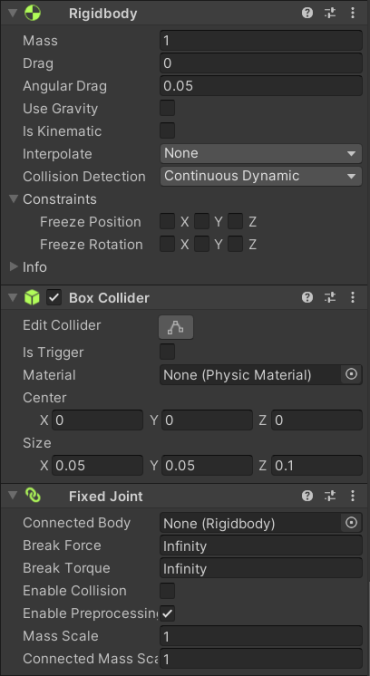 Rigidbody
Mass 1
Drag 0
Angular Drag 0.05
Use Gravity
Is Kinematic
Interpolate None
Collision Detection Continuous Dynamic
Constraints
Freeze Position X Y Z
Freeze Rotation X Y Z
Info
Box Collider
Edit Collider
Is Trigger
Material None (Physic Material)
Center
X 0 Y 0 Z 0
Size
X 0.05 Y 0.05 Z 0.1
Fixed Joint
Connected Body None (Rigidbody)
Break Force Infinity
Break Torque Infinity
Enable Collision
Enable Preprocessing
Mass Scale 1
Connected Mass Sca 1